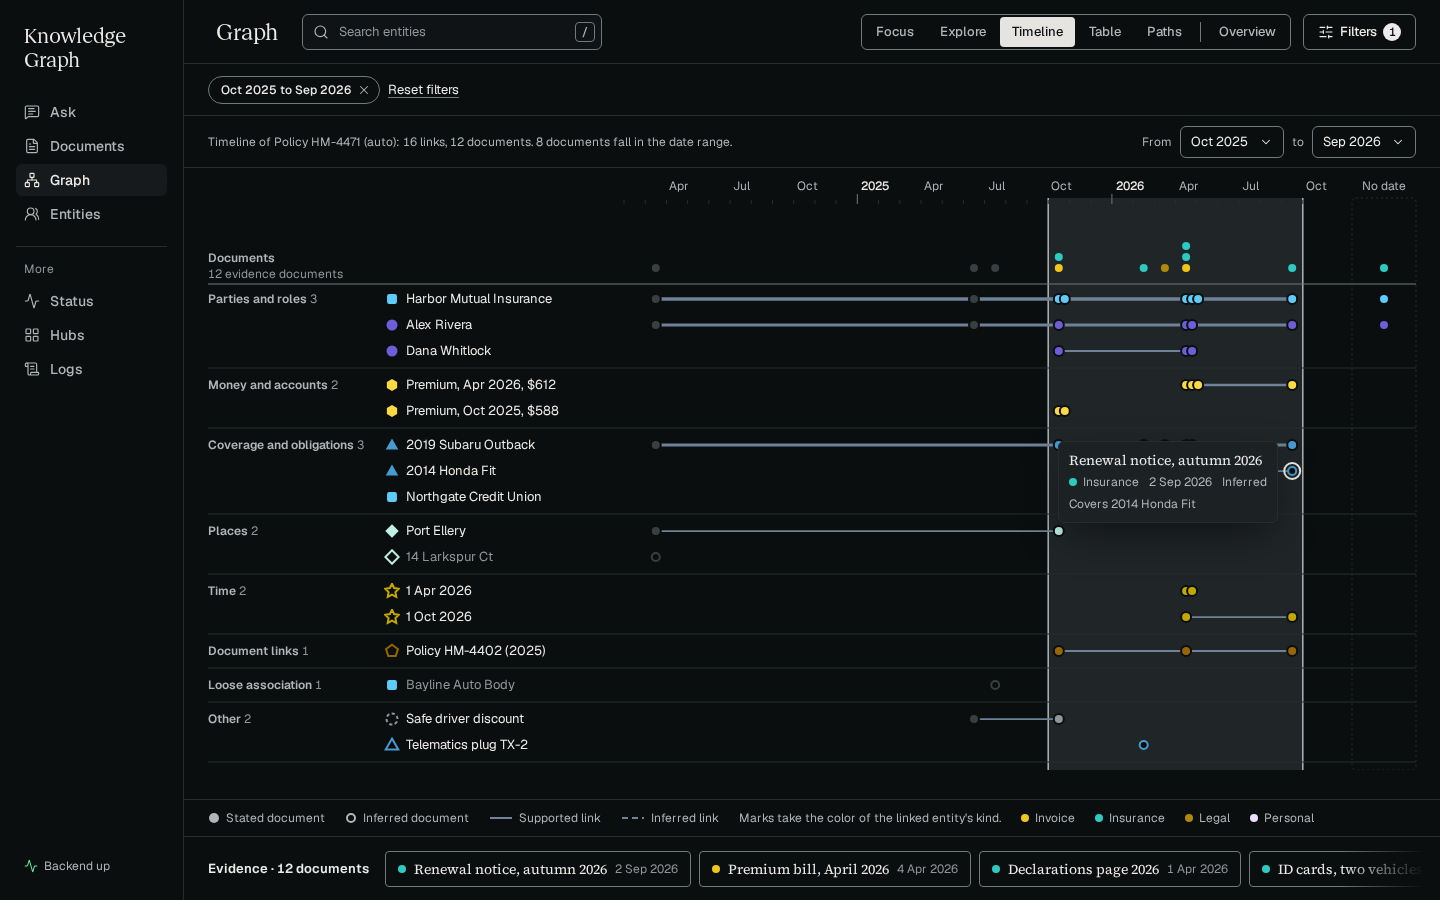 Knowledge
Graph
Ask
Documents
Graph
Entities
More
Status
Hubs
Logs
Backend up
Graph
Search entities
/
Focus
Explore
Timeline
Table
Paths
Overview
Filters 1
Oct 2025 to Sep 2026
Reset filters
Timeline of Policy HM-4471 (auto): 16 links, 12 documents. 8 documents fall in the date range.
From Oct 2025 to Sep 2026
Apr Jul Oct 2025 Apr Jul Oct 2026 Apr Jul Oct No date
Documents
12 evidence documents
Parties and roles 3
Harbor Mutual Insurance
Alex Rivera
Dana Whitlock
Money and accounts 2
Premium, Apr 2026, $612
Premium, Oct 2025, $588
Coverage and obligations 3
2019 Subaru Outback
2014 Honda Fit
Northgate Credit Union
Renewal notice, autumn 2026
Insurance 2 Sep 2026 Inferred
Covers 2014 Honda Fit
Places 2
Port Ellery
14 Larkspur Ct
Time 2
1 Apr 2026
1 Oct 2026
Document links 1
Policy HM-4402 (2025)
Loose association 1
Bayline Auto Body
Other 2
Safe driver discount
Telematics plug TX-2
Stated document
Inferred document
Supported link
Inferred link
Marks take the color of the linked entity's kind.
Invoice
Insurance
Legal
Personal
Evidence · 12 documents
Renewal notice, autumn 2026 2 Sep 2026
Premium bill, April 2026 4 Apr 2026
Declarations page 2026 1 Apr 2026
ID cards, two vehicles